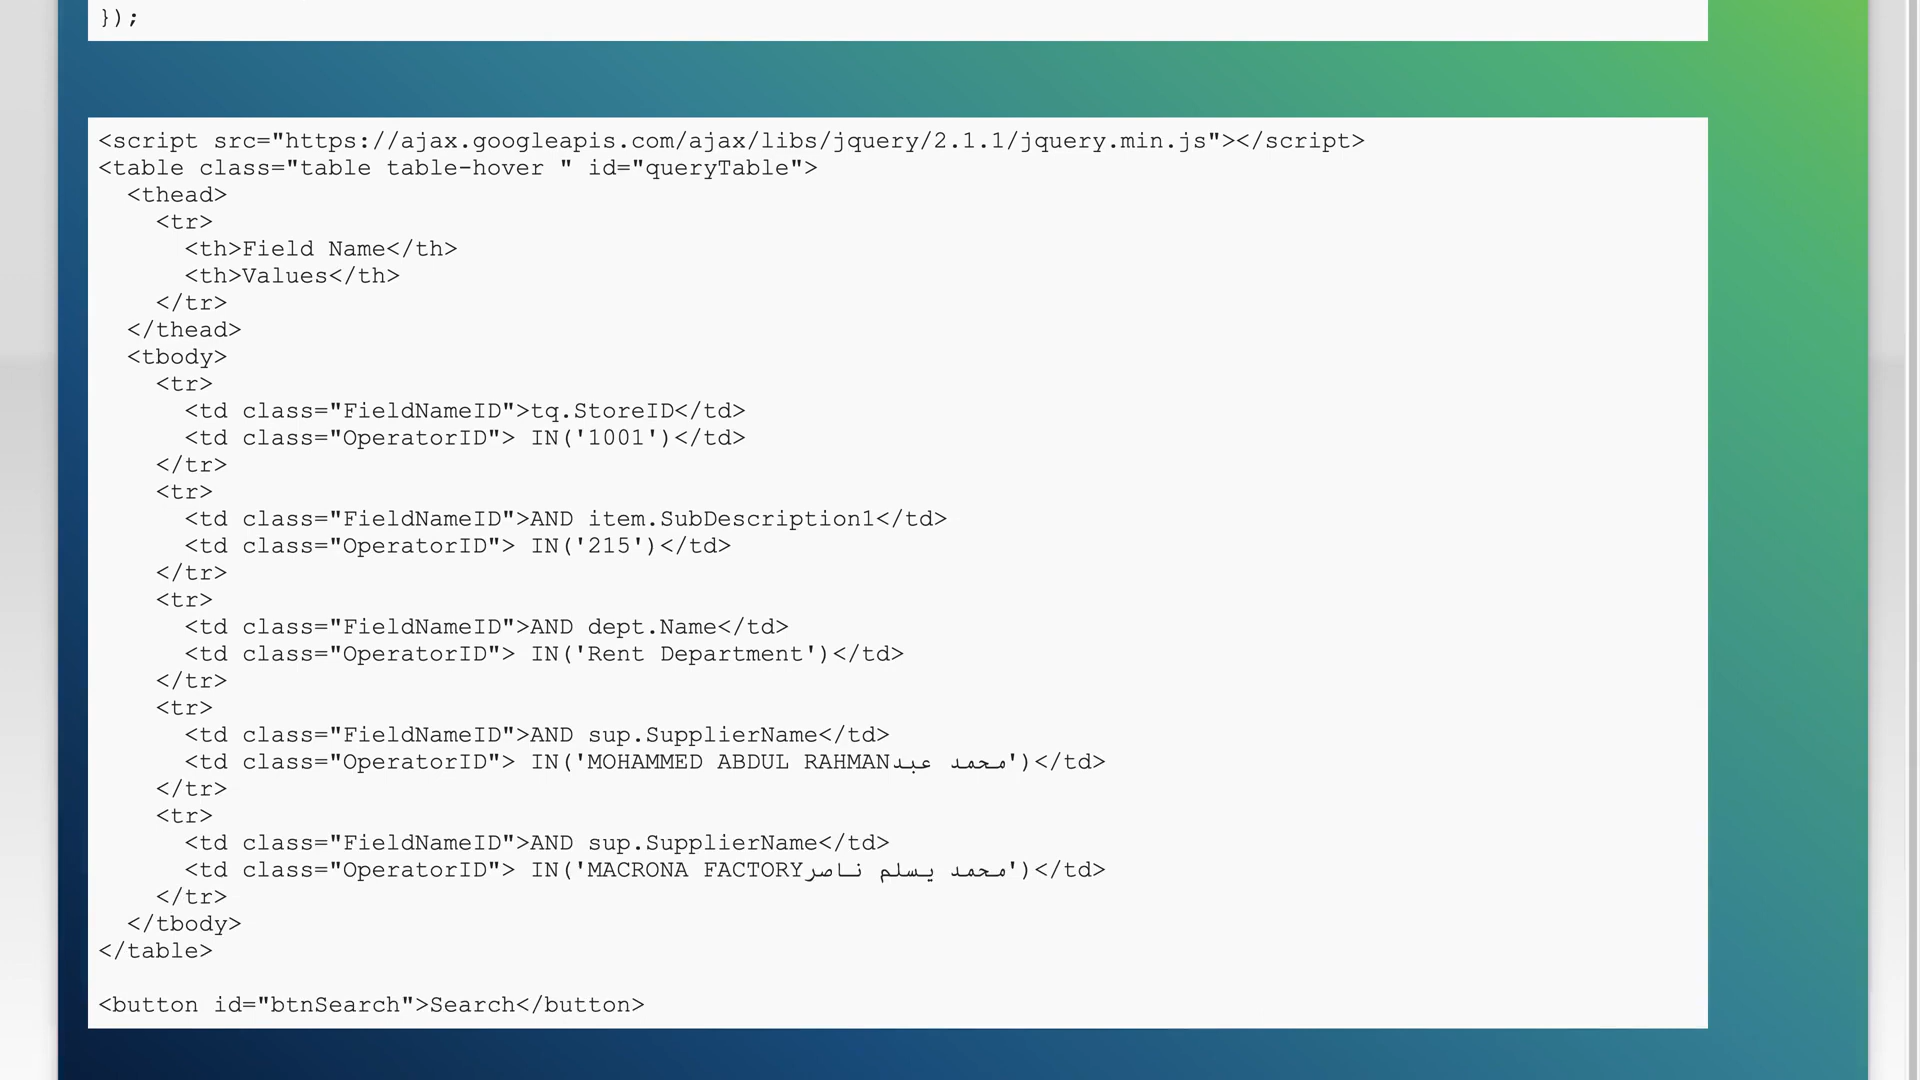 });
<script src="https://ajax.googleapis.com/ajax/libs/jquery/2.1.1/jquery.min.js"></script>
<table class="table table-hover " id="queryTable">
  <thead>
    <tr>
      <th>Field Name</th>
      <th>Values</th>
    </tr>
  </thead>
  <tbody>
    <tr>
      <td class="FieldNameID">tq.StoreID</td>
      <td class="OperatorID"> IN('1001')</td>
    </tr>
    <tr>
      <td class="FieldNameID">AND item.SubDescription1</td>
      <td class="OperatorID"> IN('215')</td>
    </tr>
    <tr>
      <td class="FieldNameID">AND dept.Name</td>
      <td class="OperatorID"> IN('Rent Department')</td>
    </tr>
    <tr>
      <td class="FieldNameID">AND sup.SupplierName</td>
      <td class="OperatorID"> IN('MOHAMMED ABDUL RAHMANمحمد عبد')</td>
    </tr>
    <tr>
      <td class="FieldNameID">AND sup.SupplierName</td>
      <td class="OperatorID"> IN('MACRONA FACTORYمحمد يسلم ناصر')</td>
    </tr>
  </tbody>
</table>
<button id="btnSearch">Search</button>